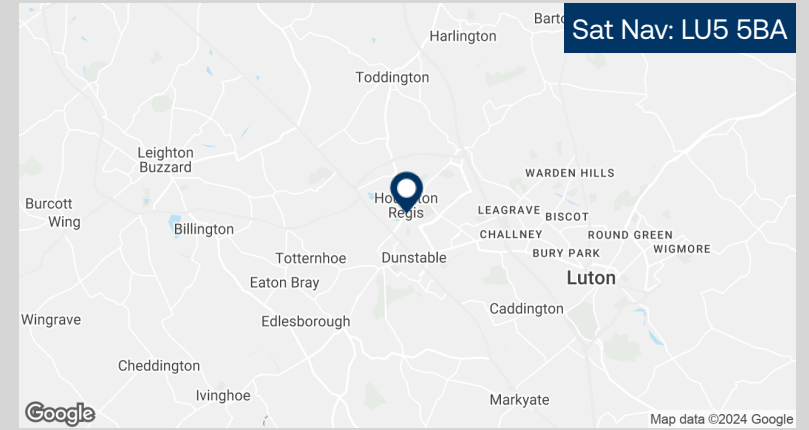 Sat Nav: LU5 5BA
Harlington
Toddington
Leighton
Buzzard
WARDEN HILLS
Regis
Burcott
Wing
LEAGRAVE
BISCOT
Billington
CHALLNEY
ROUND GREEN
BURY PARK
WIGMORE
Totternhoe
Dunstable
Eaton Bray
Luton
Caddington
Wingrave
Edlesborough
Cheddington
Ivinghoe
Markyate
Google
Map data ©2024 Google